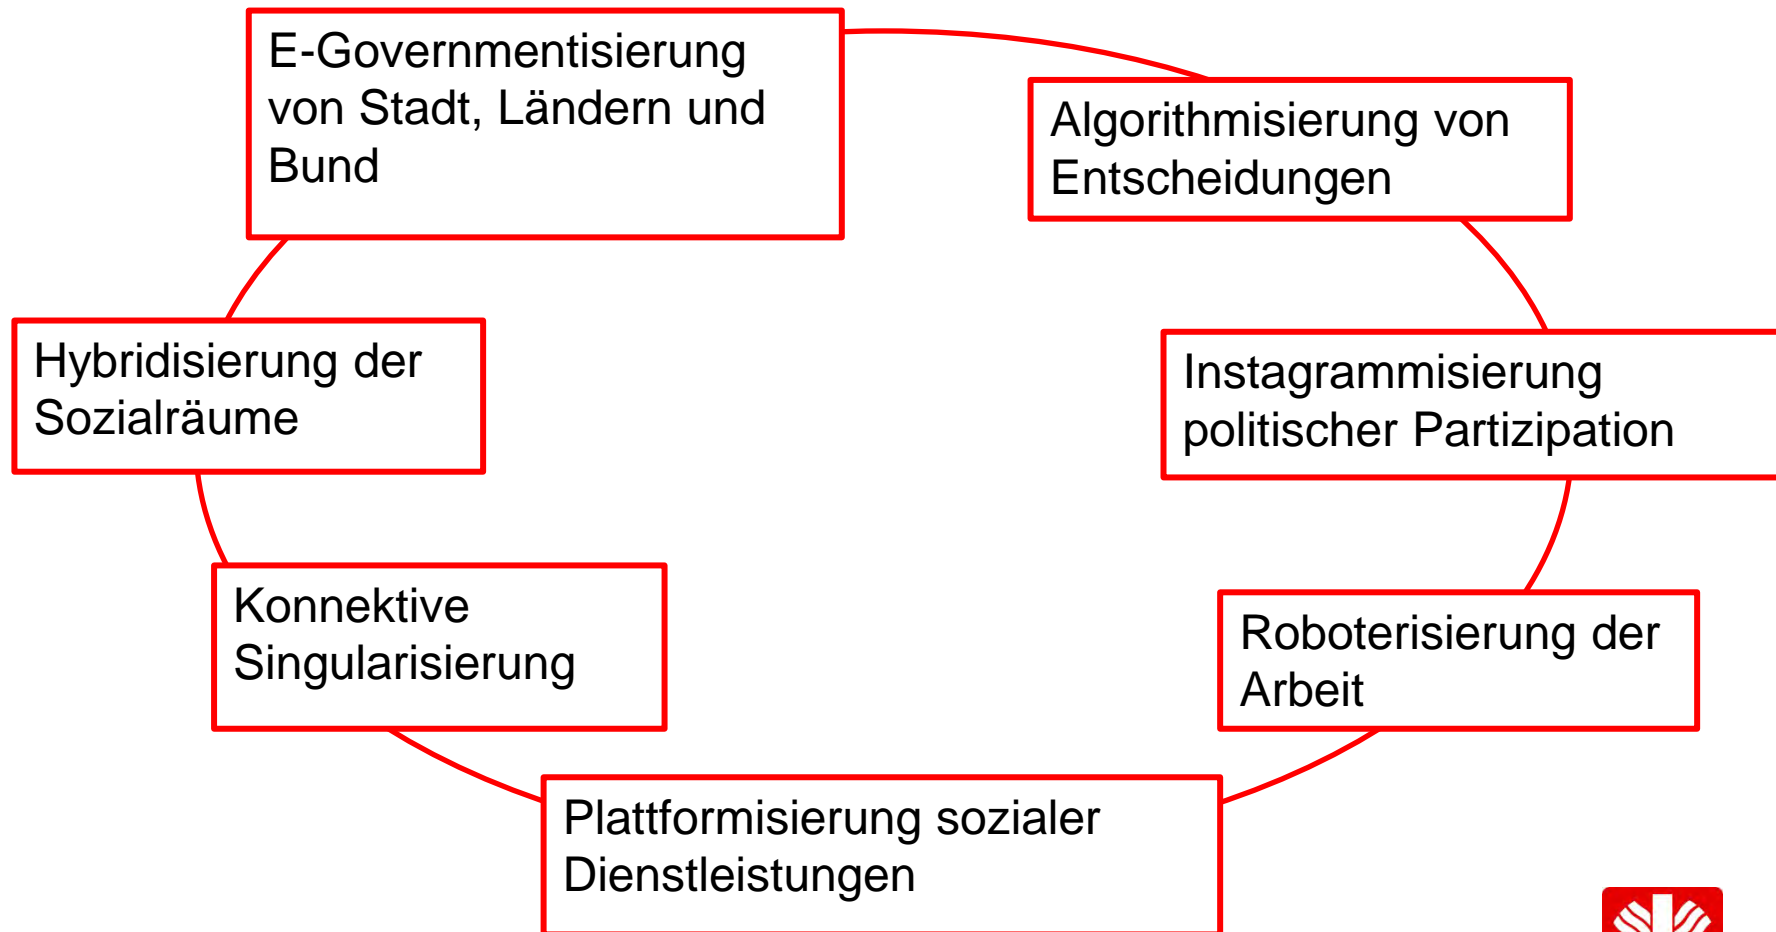 E-Governmentisierung
von Stadt, Ländern und
Bund
Algorithmisierung von
Entscheidungen
Hybridisierung der
Sozialräume
Instagrammisierung
politischer Partizipation
Konnektive
Singularisierung
Roboterisierung der
Arbeit
Plattformisierung sozialer
Dienstleistungen